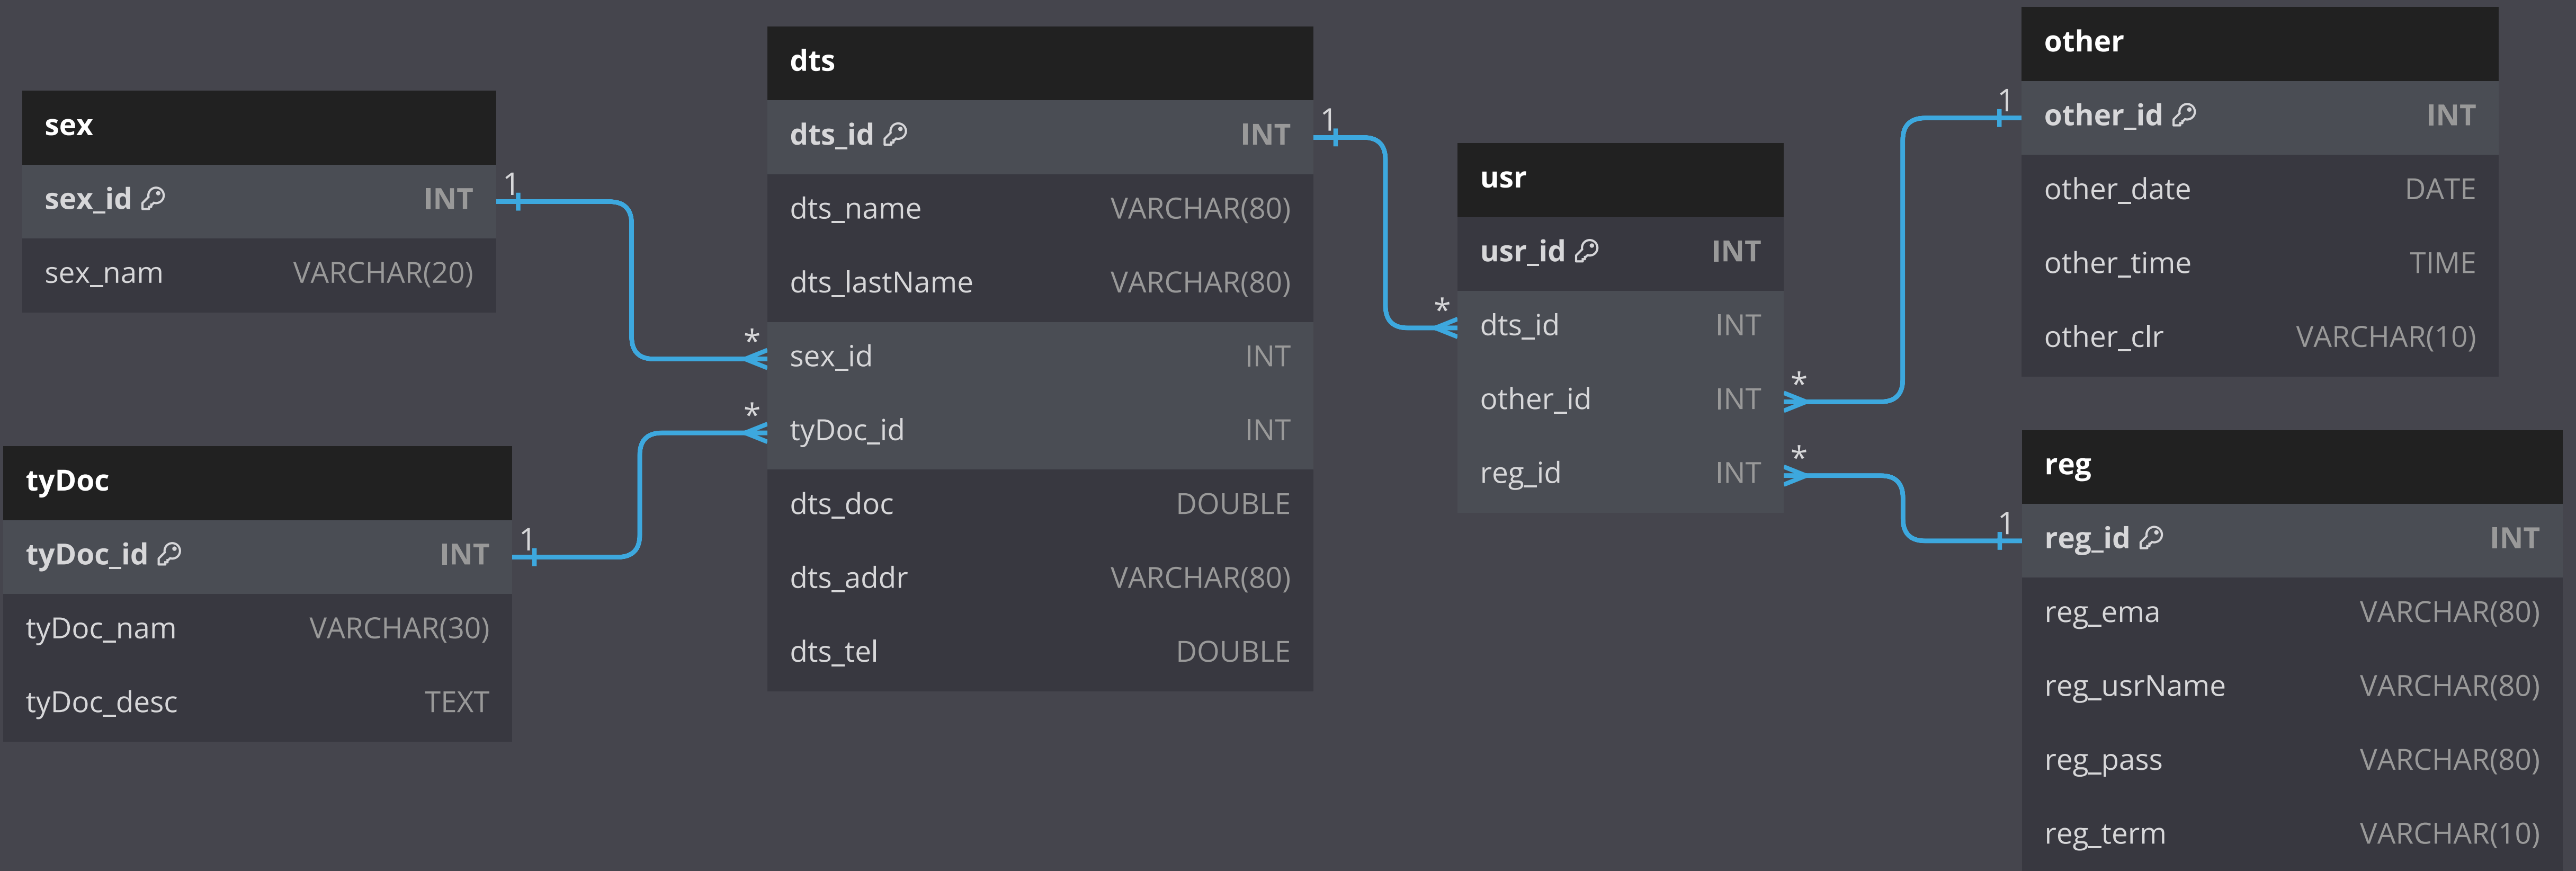 sex
sex_id INT
sex_nam VARCHAR(20)
1
tyDoc
tyDoc_id INT
tyDoc_nam VARCHAR(30)
tyDoc_desc TEXT
1
dts
dts_id INT
dts_name VARCHAR(80)
dts_lastName VARCHAR(80)
* sex_id INT
* tyDoc_id INT
dts_doc DOUBLE
dts_addr VARCHAR(80)
dts_tel DOUBLE
1
usr
usr_id INT
* dts_id INT
other_id INT *
reg_id INT *
other
1
other_id INT
other_date DATE
other_time TIME
other_clr VARCHAR(10)
reg
1
reg_id INT
reg_ema VARCHAR(80)
reg_usrName VARCHAR(80)
reg_pass VARCHAR(80)
reg_term VARCHAR(10)